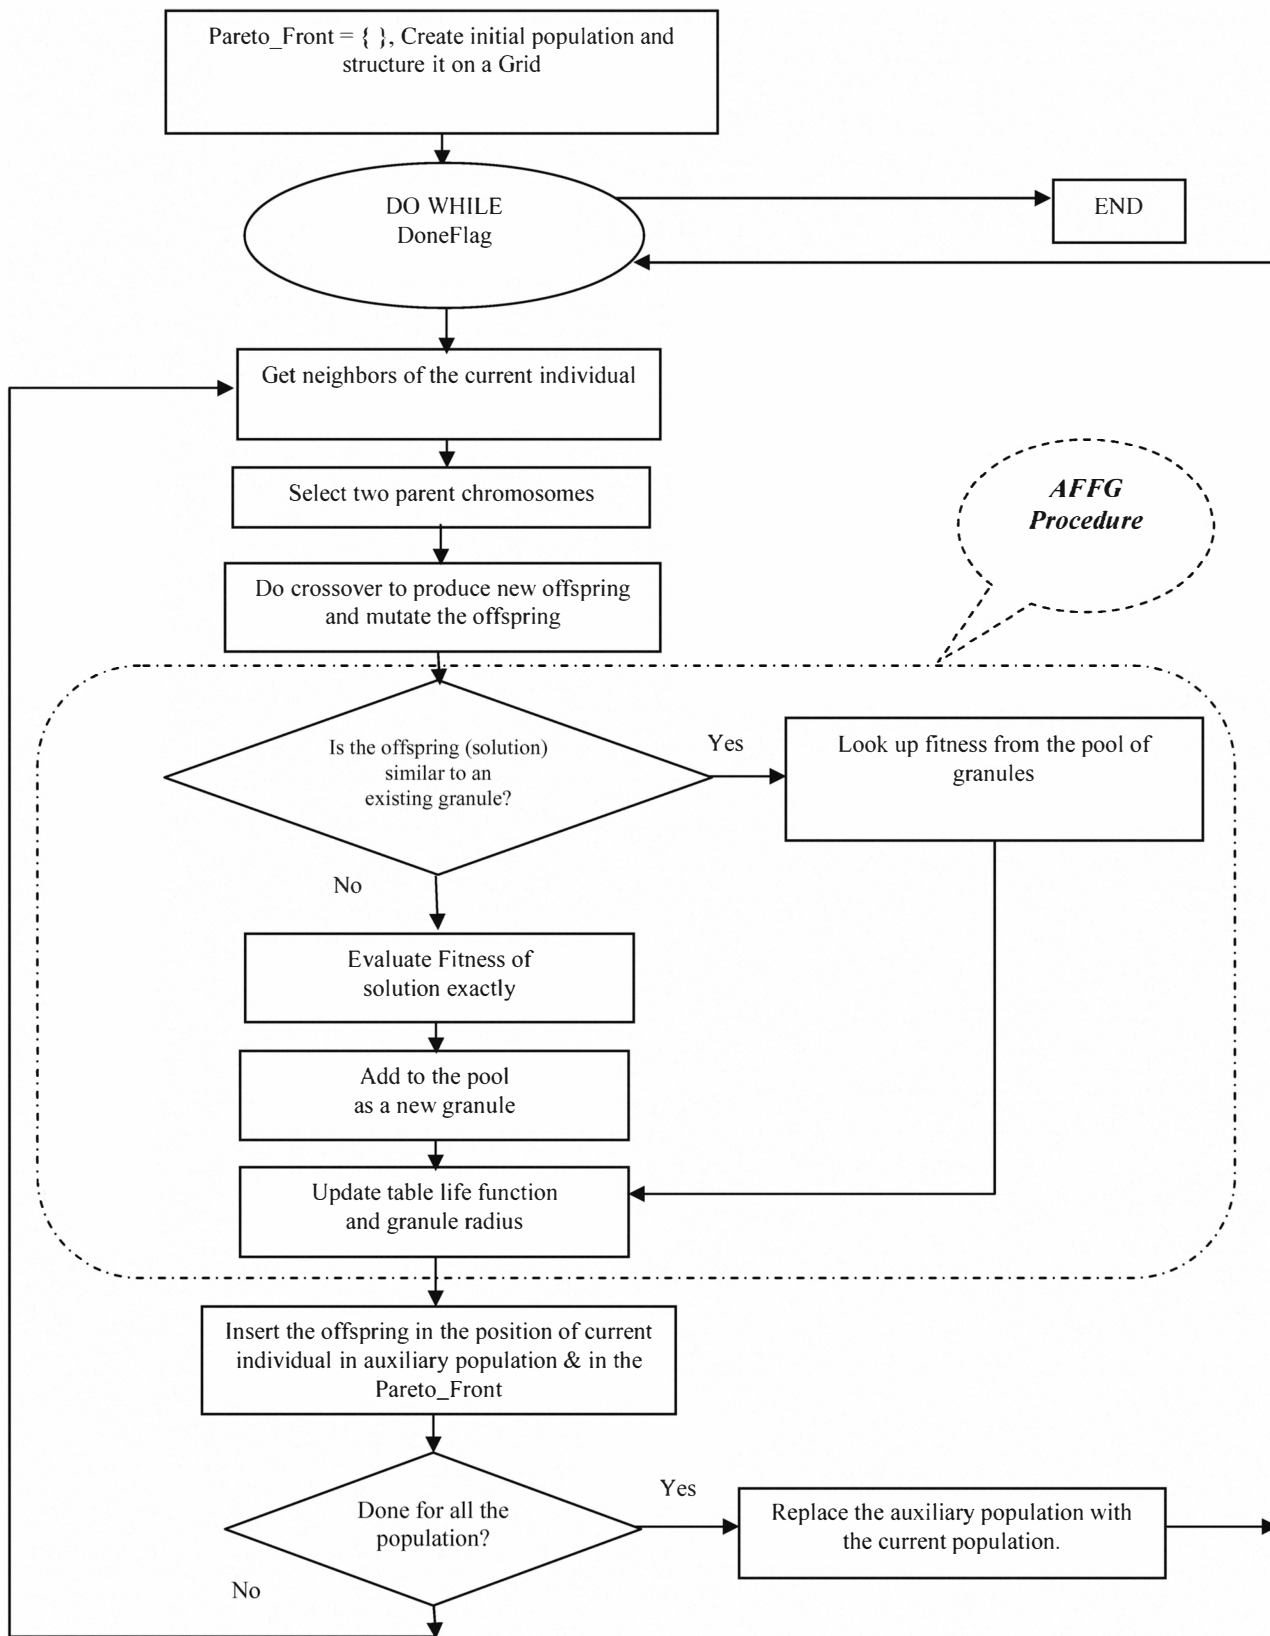 Pareto_Front = { }, Create initial population and
structure it on a Grid
DO WHILE
DoneFlag
END
Get neighbors of the current individual
Select two parent chromosomes
AFFG
Procedure
Do crossover to produce new offspring
and mutate the offspring
Is the offspring (solution)
similar to an
existing granule?
Yes
Look up fitness from the pool of
granules
No
Evaluate Fitness of
solution exactly
Add to the pool
as a new granule
Update table life function
and granule radius
Insert the offspring in the position of current
individual in auxiliary population & in the
Pareto_Front
Done for all the
population?
Yes
Replace the auxiliary population with
the current population.
No